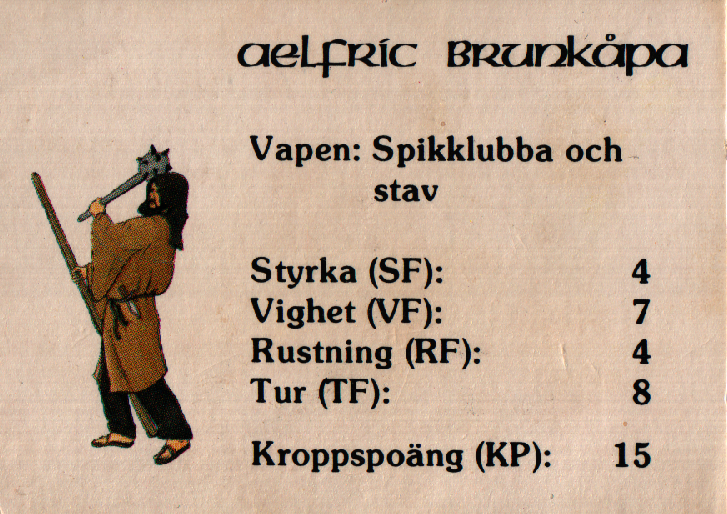 Aelfric Brunkåpa
Vapen: Spikklubba och
stav
Styrka (SF): 4
Vighet (VF): 7
Rustning (RF): 4
Tur (TF): 8
Kroppspoäng (KP): 15